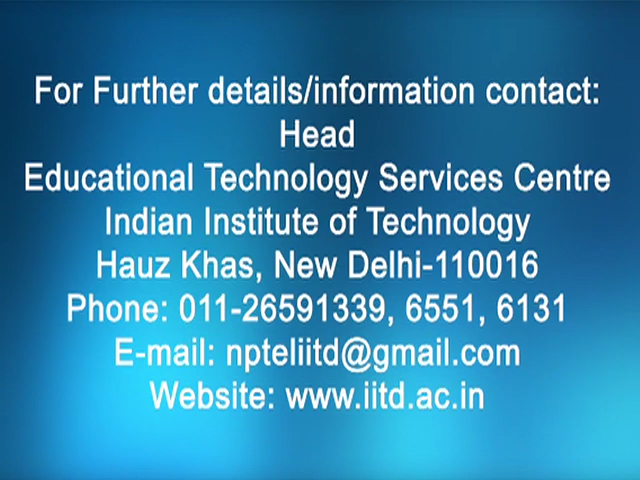 For Further details/information contact:
Head
Educational Technology Services Centre
Indian Institute of Technology
Hauz Khas, New Delhi-110016
Phone: 011-26591339, 6551, 6131
E-mail: npteliitd@gmail.com
Website: www.iitd.ac.in